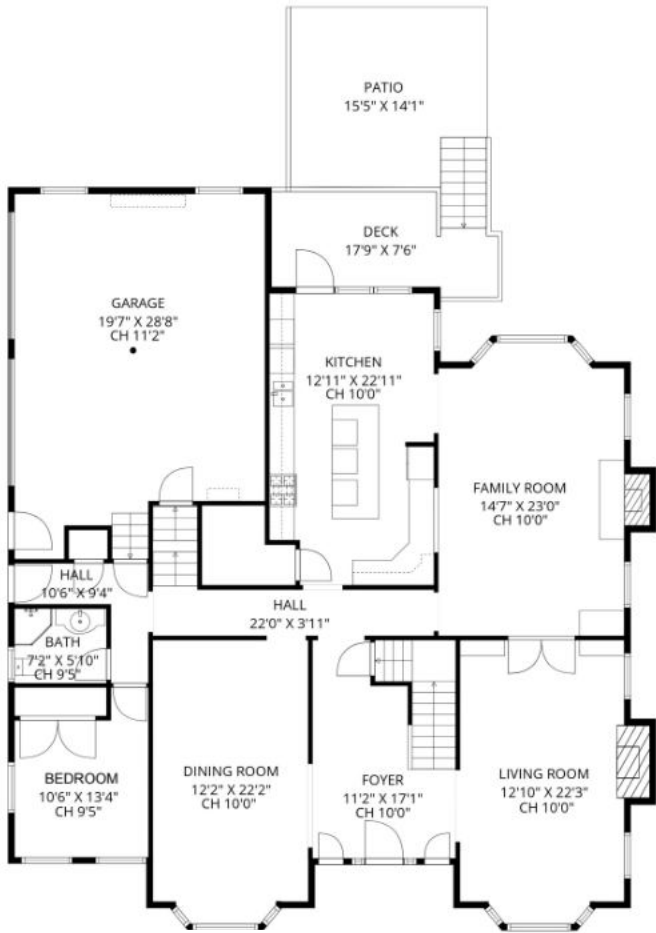 PATIO
15'5" X 14'1"
DECK
17'9" X 7'6"
GARAGE
19'7" X 28'8"
CH 11'2"
KITCHEN
12'11" X 22'11"
CH 10'0"
FAMILY ROOM
14'7" X 23'0"
CH 10'0"
HALL
10'6" X 9'4"
HALL
22'0" X 3'11"
BATH
7'2" X 5'10"
CH 9'5"
BEDROOM
10'6" X 13'4"
CH 9'5"
DINING ROOM
12'2" X 22'2"
CH 10'0"
FOYER
11'2" X 17'1"
CH 10'0"
LIVING ROOM
12'10" X 22'3"
CH 10'0"